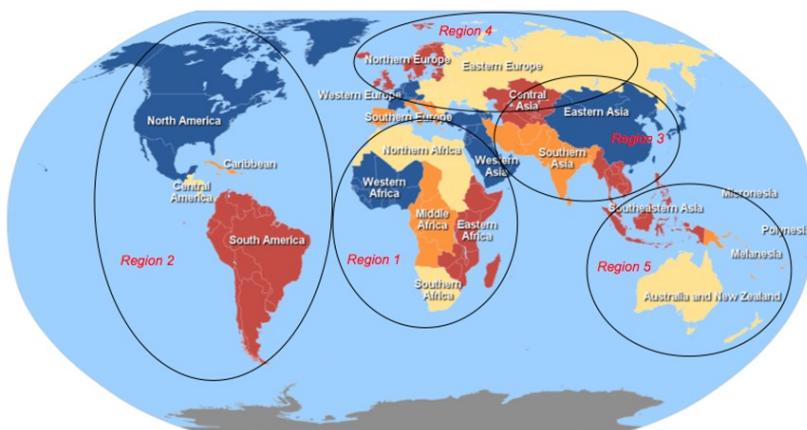 Region 4
Northern Europe
Eastern Europe
Western Europe
Southern Europe
Central
Asia
Eastern Asia
Region 3
North America
Caribbean
Central
America
Northern Africa
Western
Africa
Western
Asia
Southern
Asia
Middle
Africa
Eastern
Africa
Southeastern Asia
Micronesia
Polynesia
Melanesia
South America
Region 2
Region 1
Region 5
Southern
Africa
Australia and New Zealand